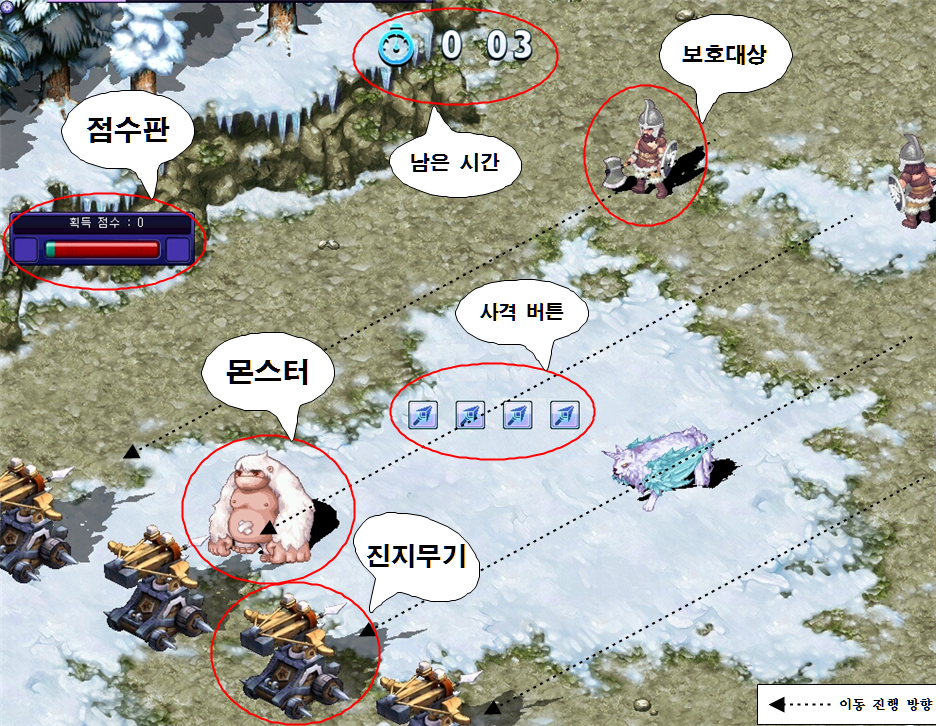 0 03
보호대상
점수판
남은 시간
획득 점수 : 0
사격 버튼
몬스터
진지무기
이동 진행 방향